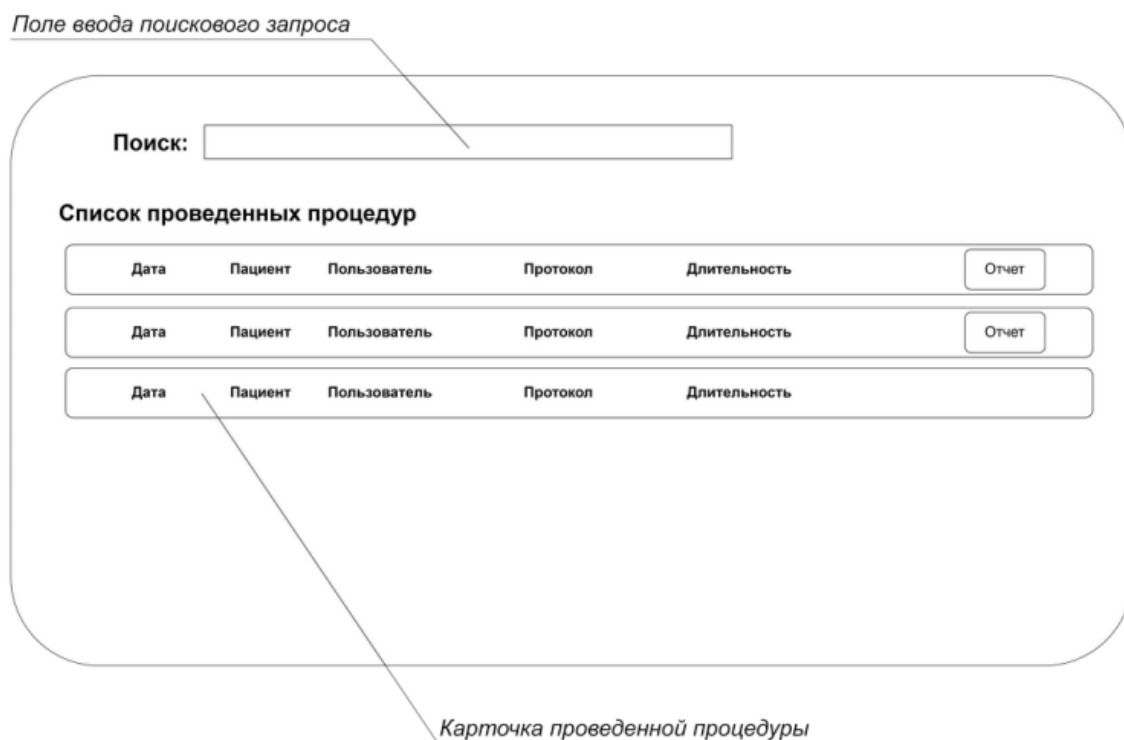 Поле ввода поискового запроса
Поиск:
Список проведенных процедур
Дата Пациент Пользователь Протокол Длительность Отчет
Дата Пациент Пользователь Протокол Длительность Отчет
Дата Пациент Пользователь Протокол Длительность
Карточка проведенной процедуры